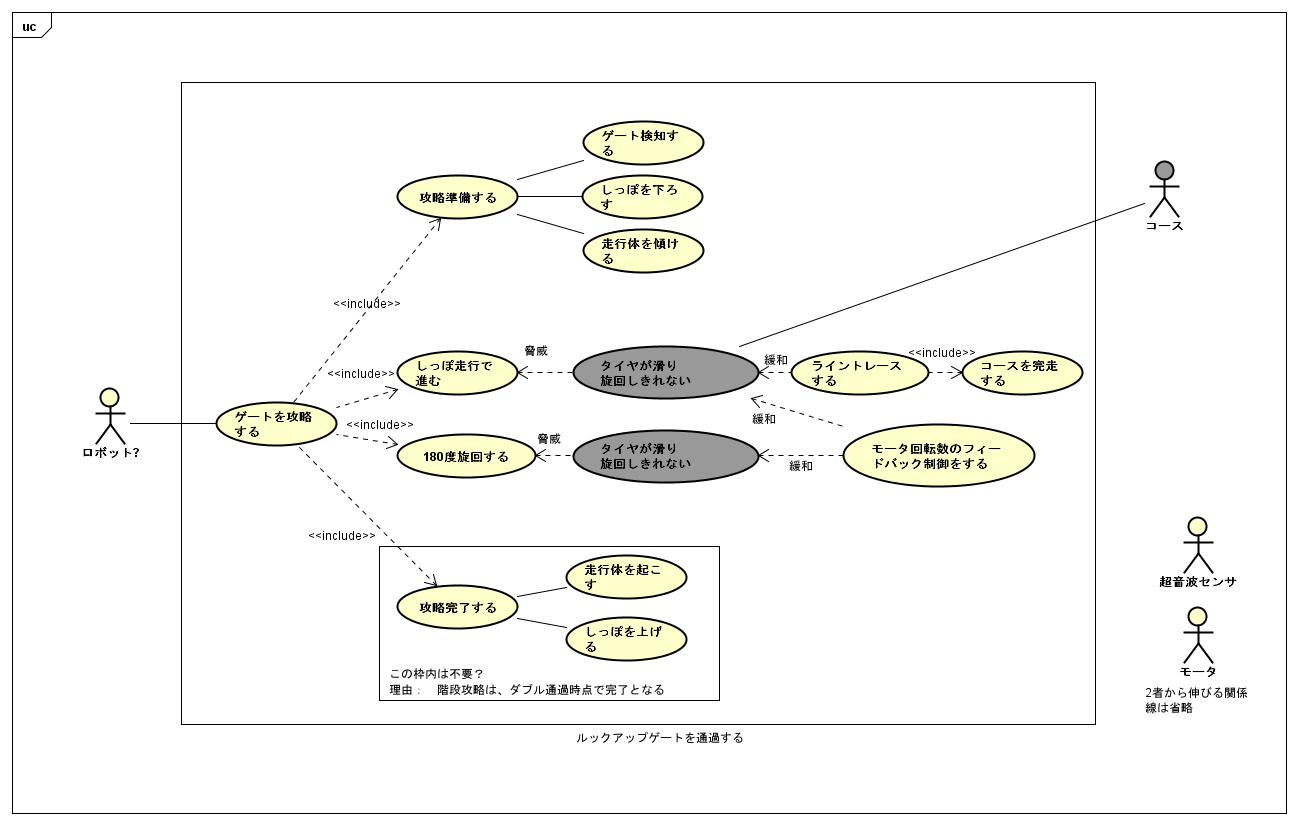 uc
ゲート検知す
る
攻略準備する
しっぽを下ろ
す
走行体を傾け
る
コース
<<include>>
脅威
しっぽ走行で
進む
<<include>>
タイヤが滑り
旋回しきれない
緩和
ライントレース
する
<<include>>
コースを完走
する
ロボット?
ゲートを攻略
する
<<include>>
緩和
脅威
180度旋回する
タイヤが滑り
旋回しきれない
緩和
モータ回転数のフィー
ドバック制御をする
<<include>>
走行体を起こ
す
攻略完了する
しっぽを上げ
る
この枠内は不要？
理由： 階段攻略は、ダブル通過時点で完了となる
超音波センサ
モータ
2者から伸びる関係
線は省略
ルックアップゲートを通過する